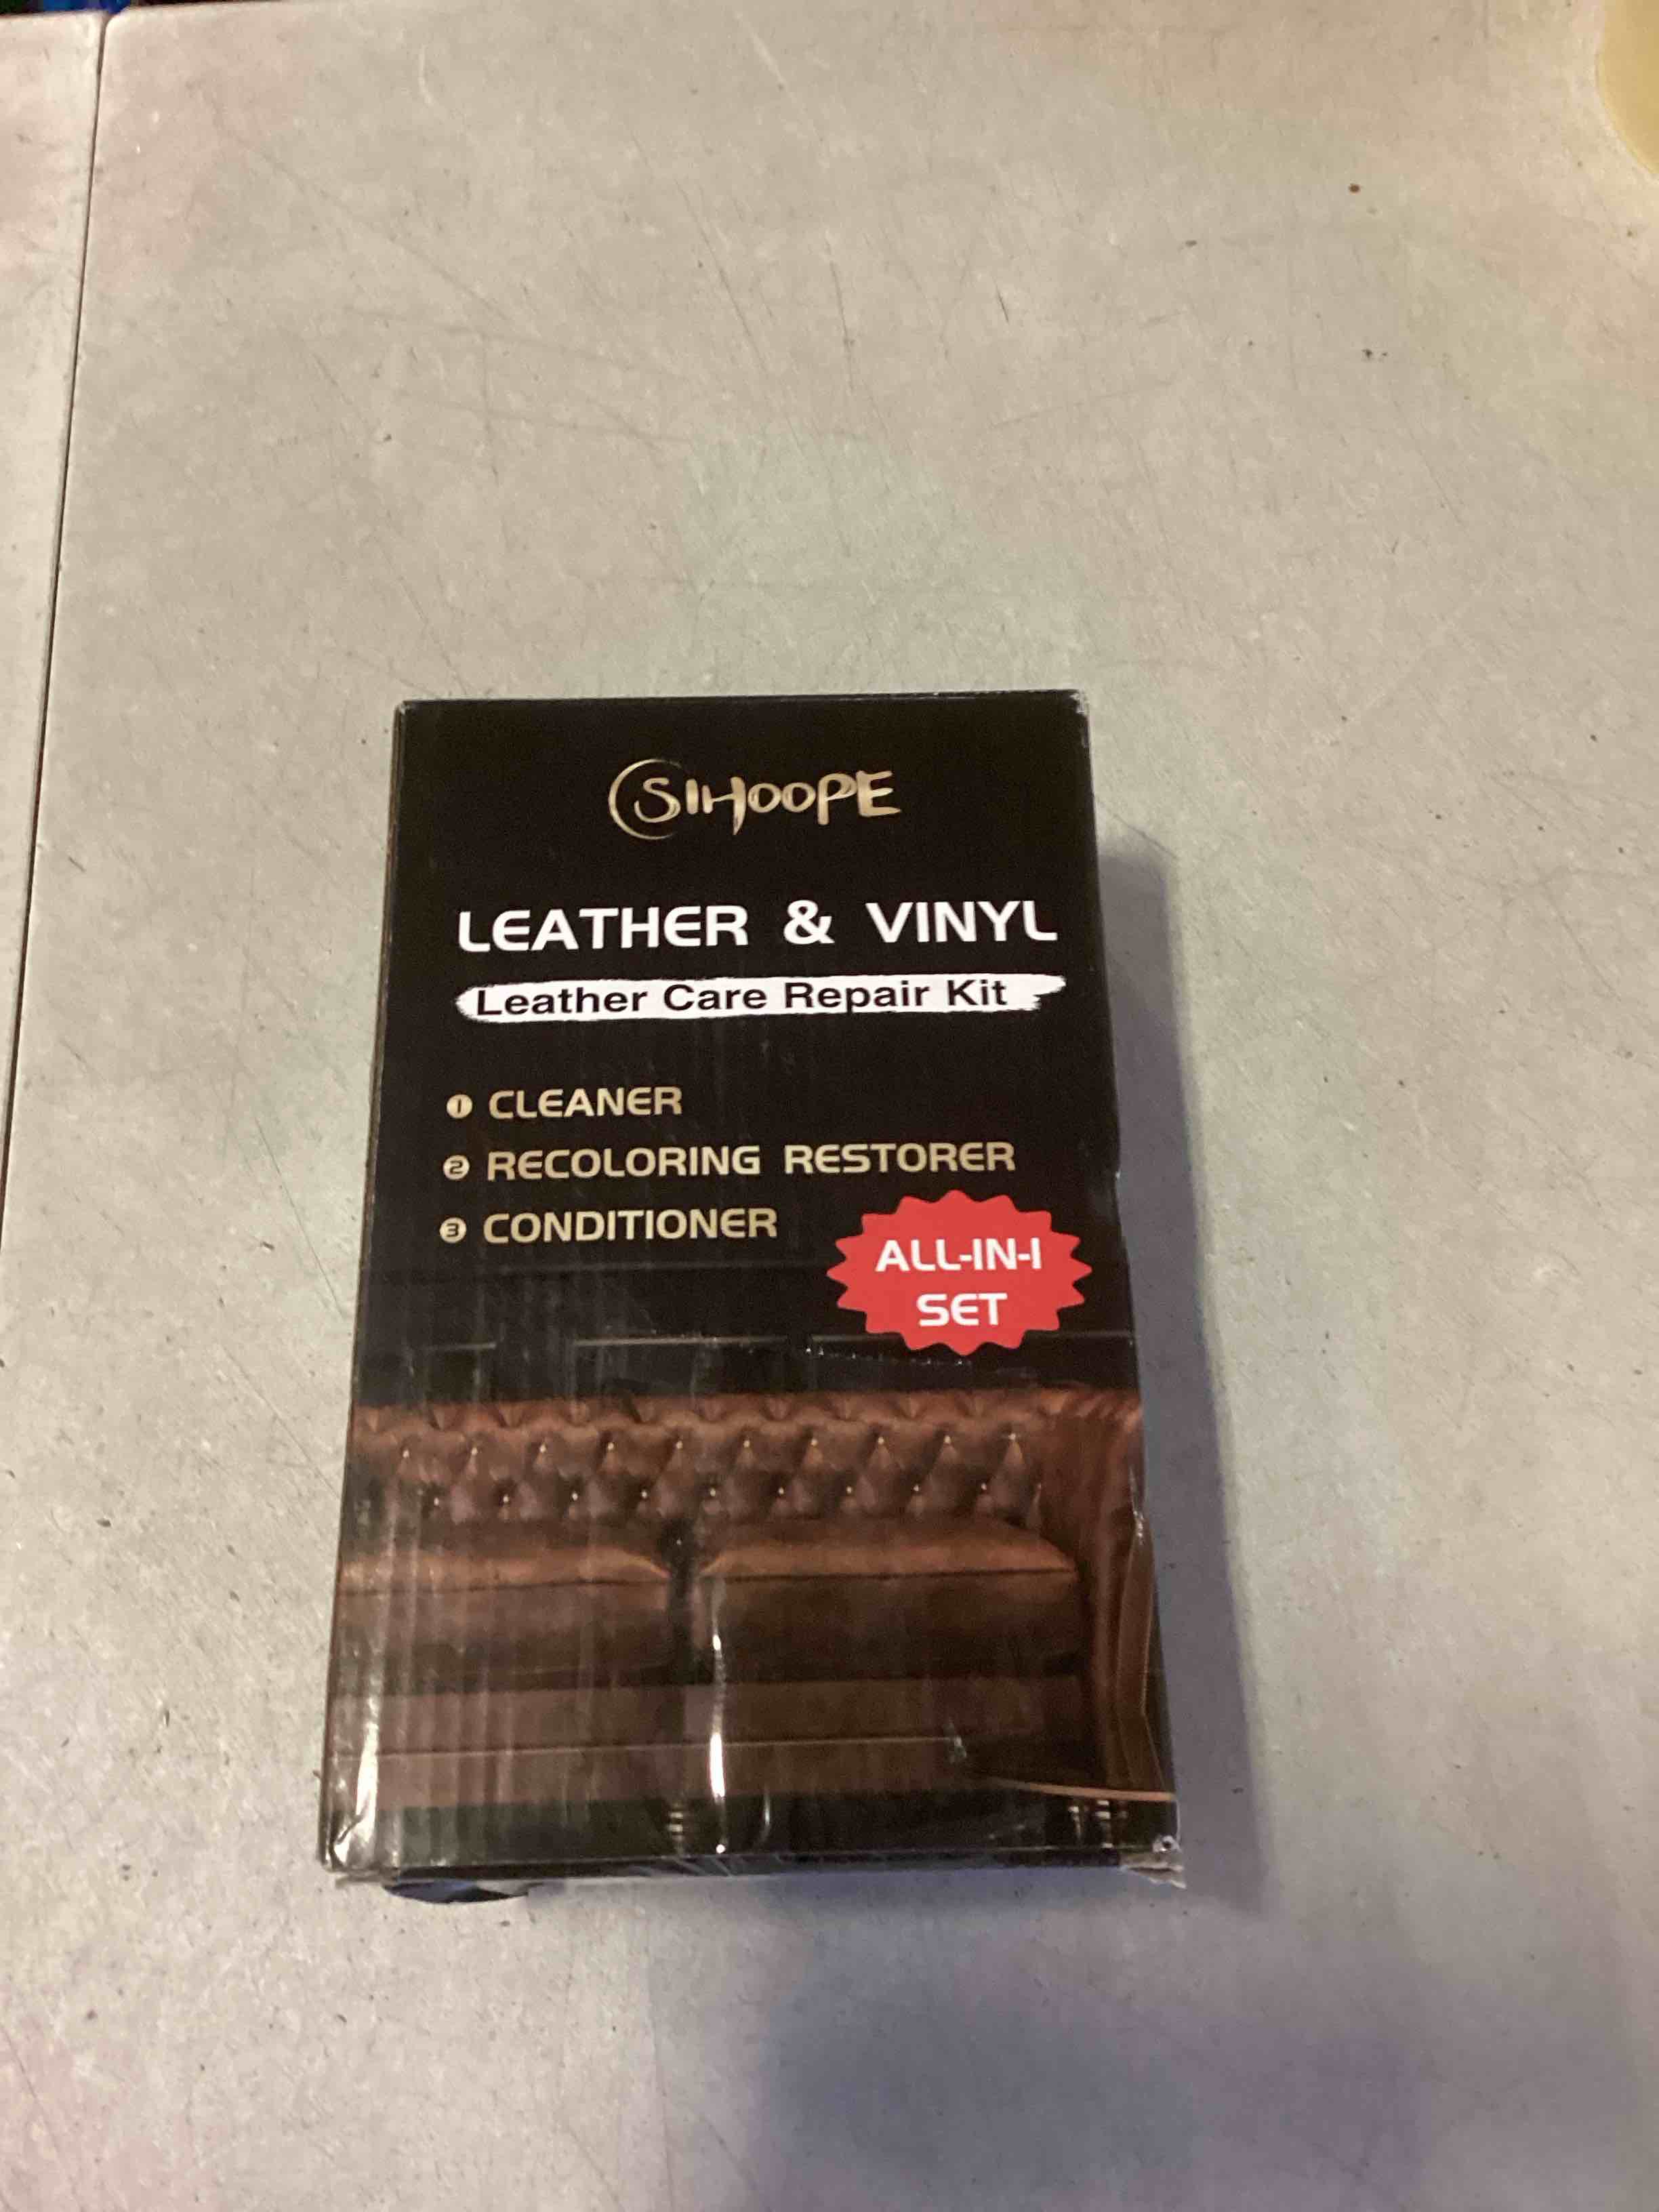 SIHOOPE
LEATHER & VINYL
Leather Care Repair Kit
1 CLEANER
2 RECOLORING RESTORER
3 CONDITIONER
ALL-IN-1
SET